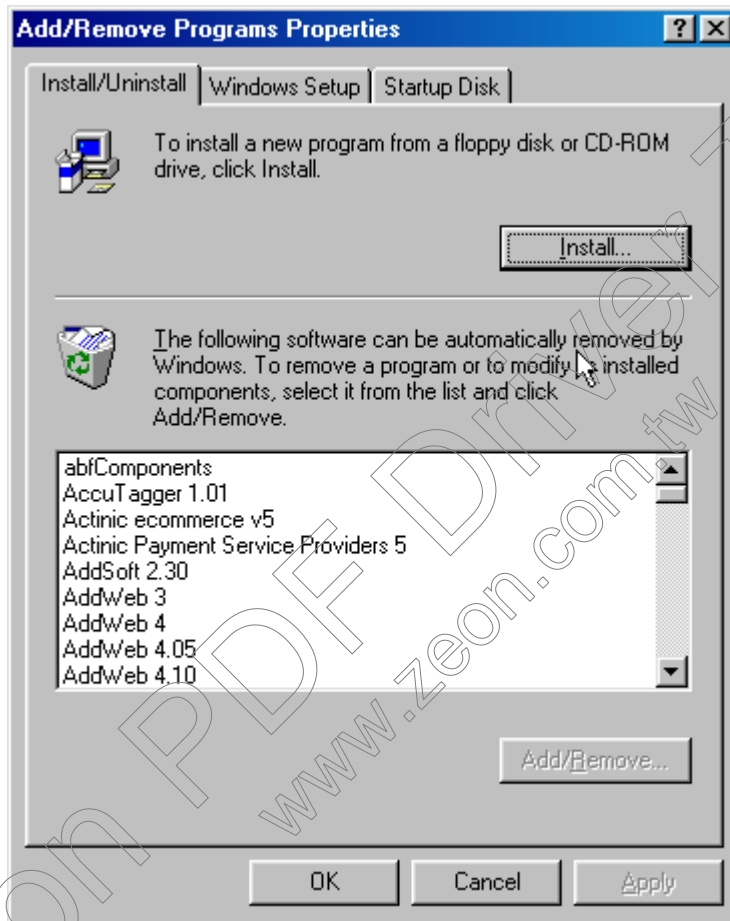 Add/Remove Programs Properties
Install/Uninstall Windows Setup Startup Disk
To install a new program from a floppy disk or CD-ROM
drive, click Install.
Install...
The following software can be automatically removed by
Windows. To remove a program or to modify its installed
components, select it from the list and click
Add/Remove.
abfComponents
AccuTagger 1.01
Actinic ecommerce v5
Actinic Payment Service Providers 5
AddSoft 2.30
AddWeb 3
AddWeb 4
AddWeb 4.05
AddWeb 4.10
Add/Remove...
OK Cancel Apply
on PDF Driver
www.zeon.com.tw